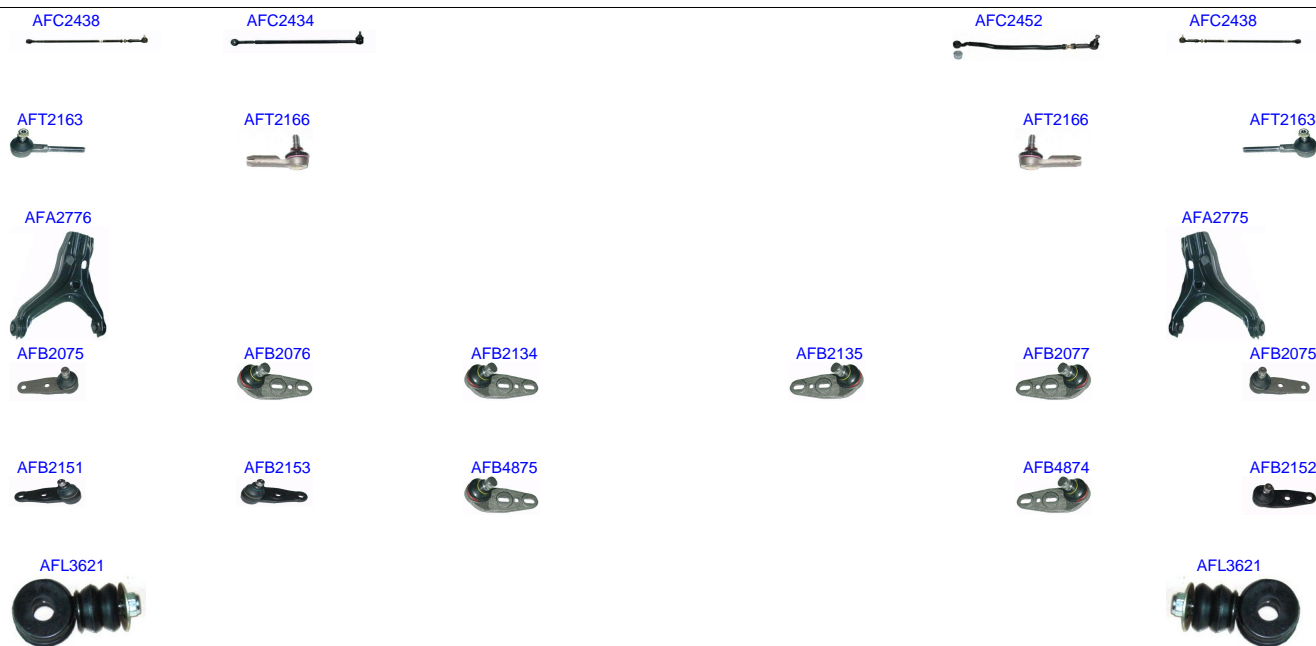 AFC2438 AFC2434 AFC2452 AFC2438
AFT2163 AFT2166 AFT2166 AFT2163
AFA2776 AFA2775
AFB2075 AFB2076 AFB2134 AFB2135 AFB2077 AFB2075
AFB2151 AFB2153 AFB4875 AFB4874 AFB2152
AFL3621 AFL3621